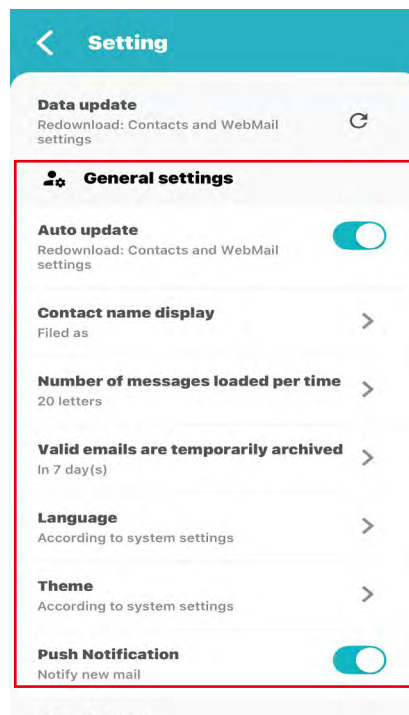 Setting
Data update
Redownload: Contacts and WebMail
settings
General settings
Auto update
Redownload: Contacts and WebMail
settings
Contact name display
Filed as
Number of messages loaded per time
20 letters
Valid emails are temporarily archived
In 7 day(s)
Language
According to system settings
Theme
According to system settings
Push Notification
Notify new mail